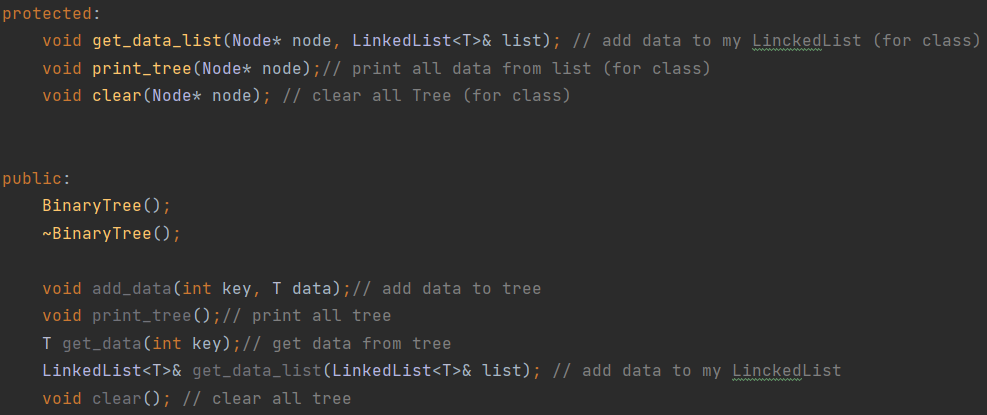 protected:
void get_data_list(Node* node, LinkedList<T>& list); // add data to my LinckedList (for class)
void print_tree(Node* node);// print all data from list (for class)
void clear(Node* node); // clear all Tree (for class)
public:
BinaryTree();
~BinaryTree();
void add_data(int key, T data);// add data to tree
void print_tree();// print all tree
T get_data(int key);// get data from tree
LinkedList<T>& get_data_list(LinkedList<T>& list); // add data to my LinckedList
void clear(); // clear all tree